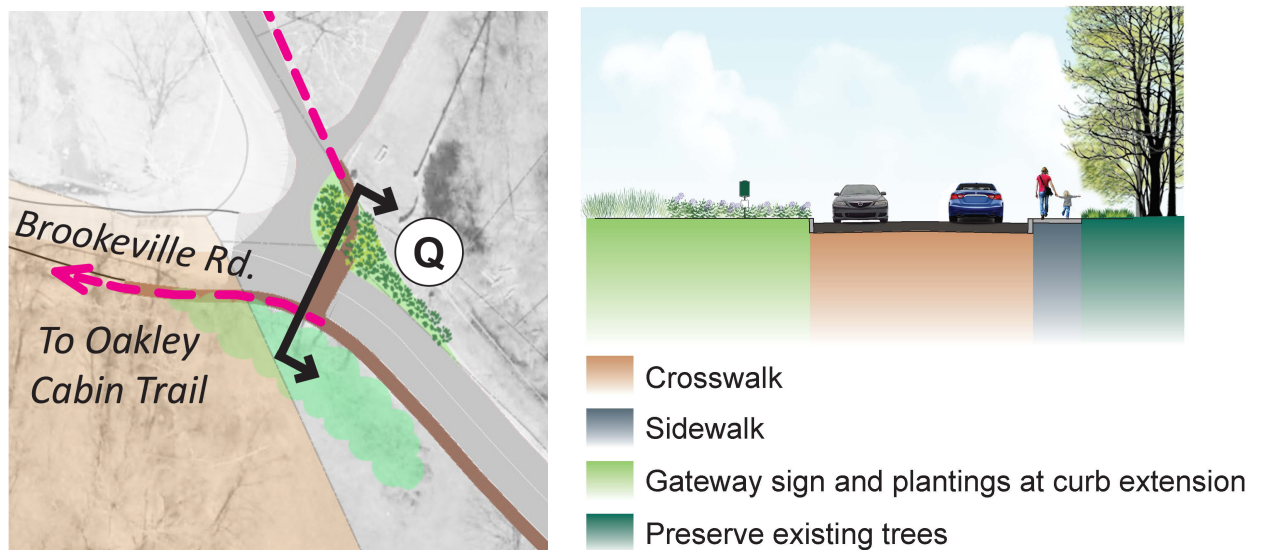 Brookeville Rd.
Q
To Oakley
Cabin Trail
Crosswalk
Sidewalk
Gateway sign and plantings at curb extension
Preserve existing trees